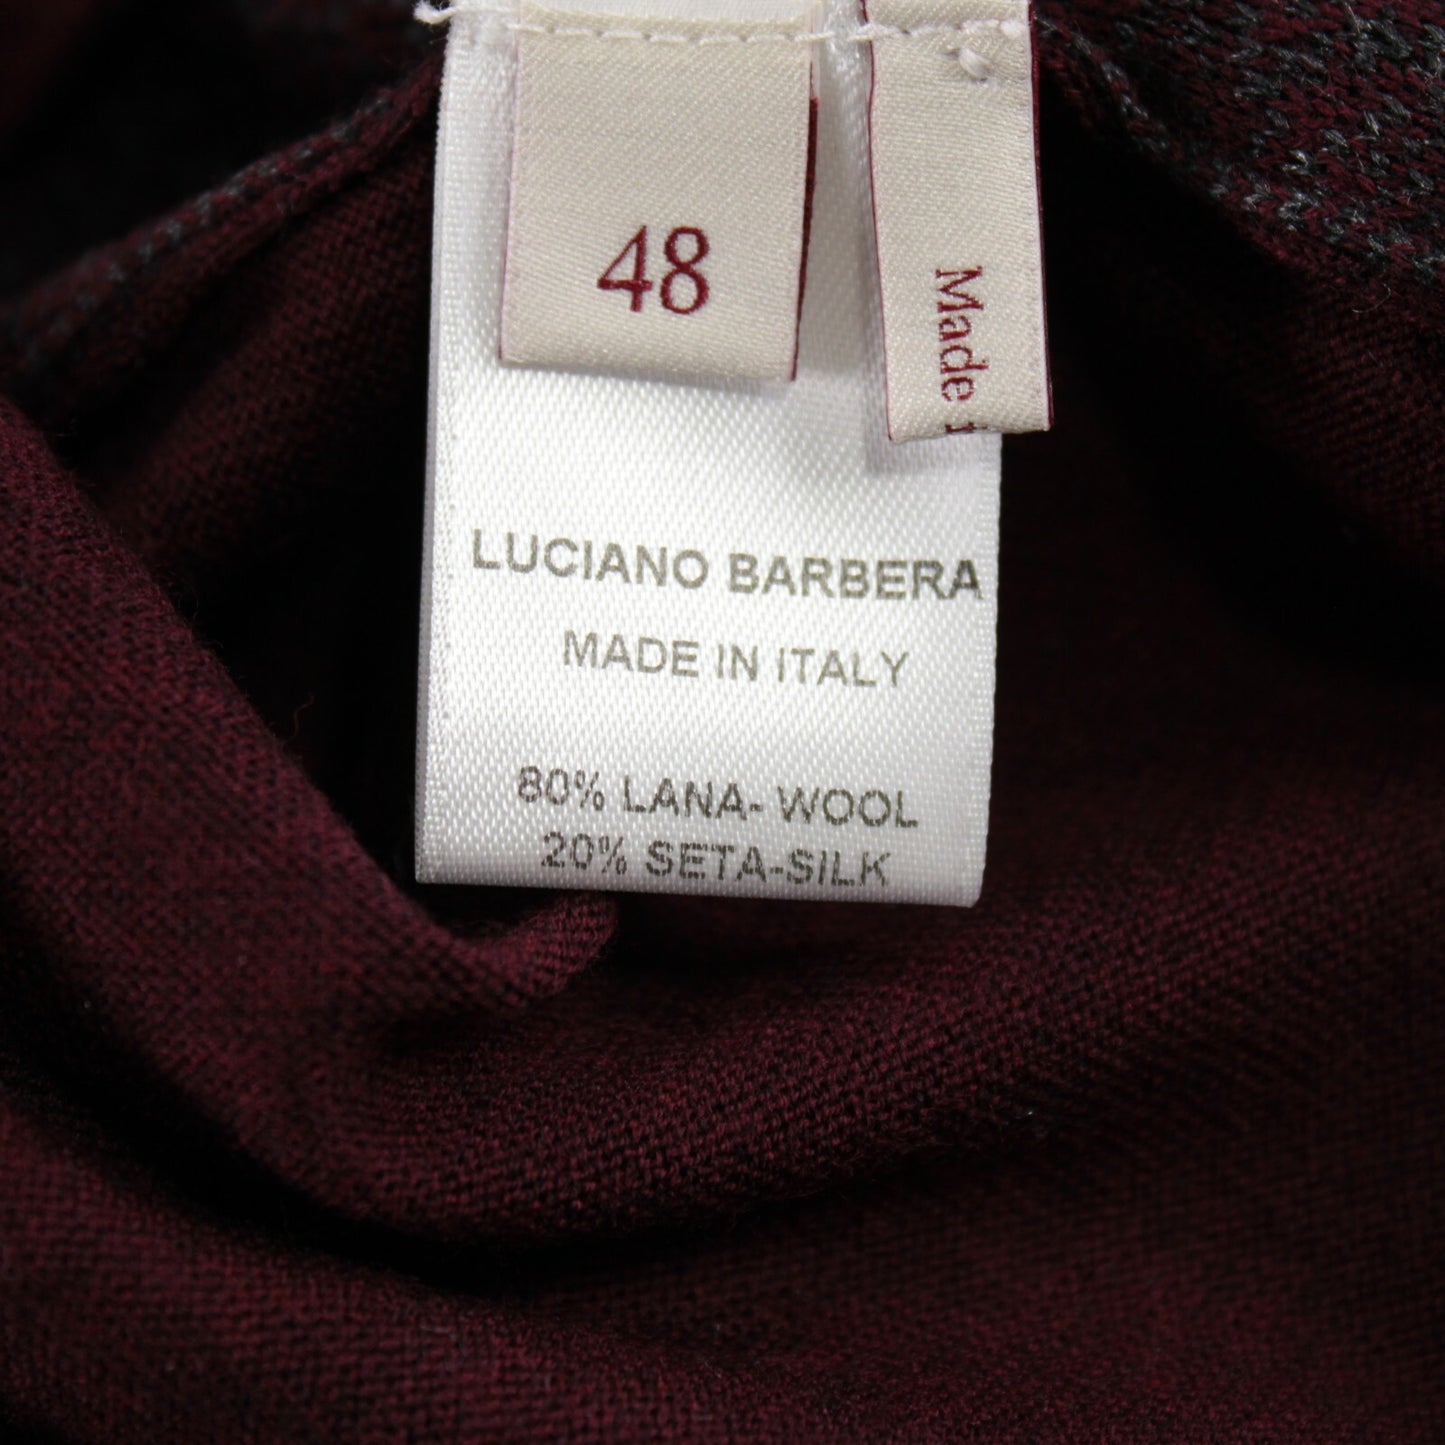 48
Made
LUCIANO BARBERA
MADE IN ITALY
80% LANA- WOOL
20% SETA-SILK